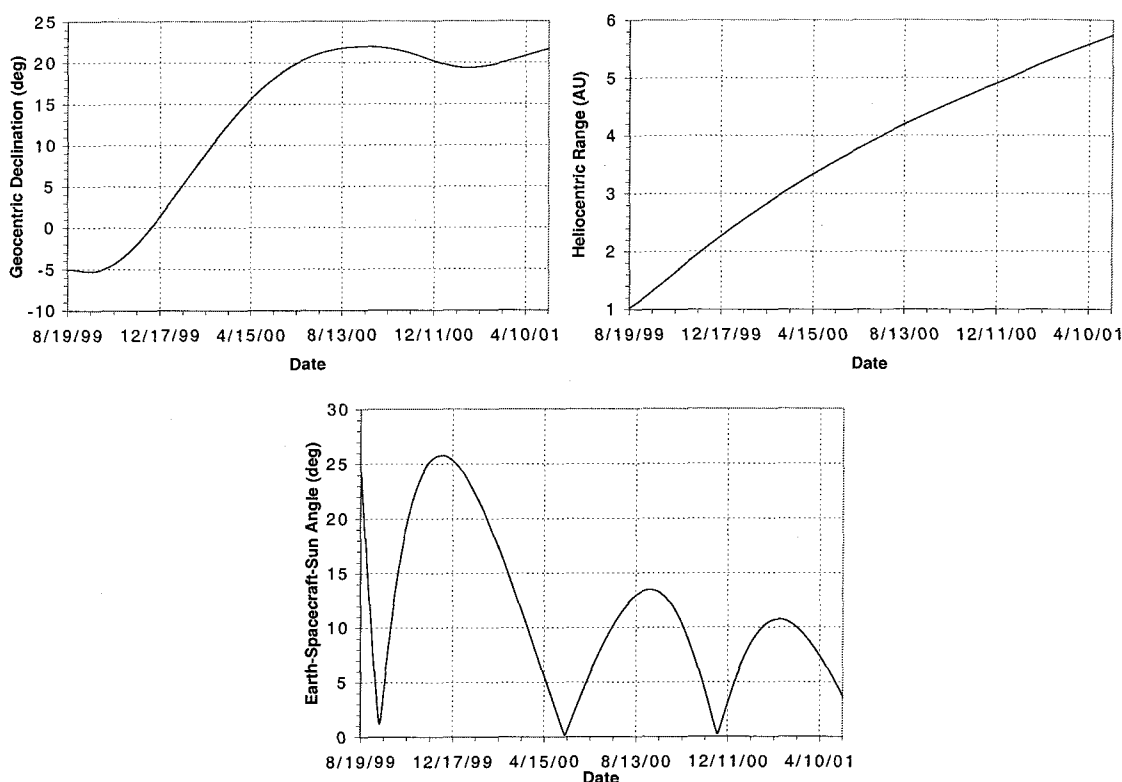 Geocentric Declination (deg)
25
20
15
10
5
0
-5
-10
8/19/99 12/17/99 4/15/00 8/13/00 12/11/00 4/10/01
Date
Heliocentric Range (AU)
6
5
4
3
2
1
8/19/99 12/17/99 4/15/00 8/13/00 12/11/00 4/10/01
Date
Earth-Spacecraft-Sun Angle (deg)
30
25
20
15
10
5
0
8/19/99 12/17/99 4/15/00 8/13/00 12/11/00 4/10/01
Date